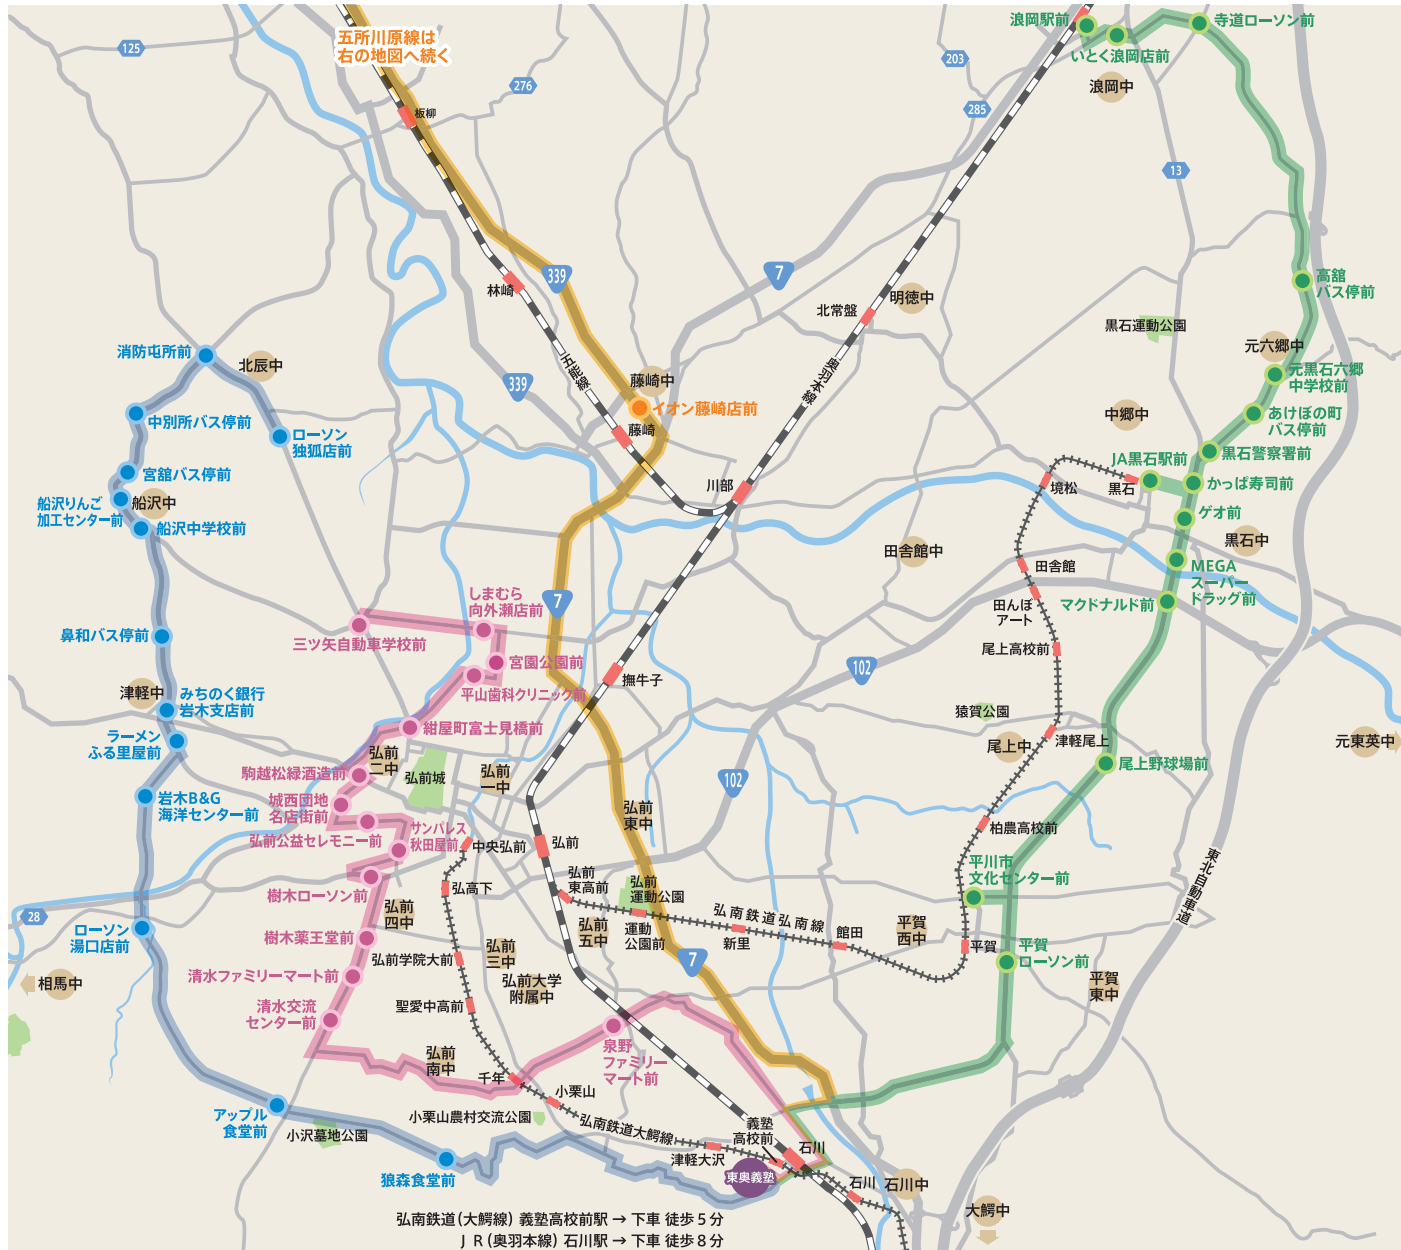 五所川原線は
右の地図へ続く
125
276
板柳
203
285
13
浪岡駅前
いとく浪岡店前
寺道ローソン前
浪岡中
339
7
林崎
五能線
339
北常盤
明徳中
奥羽本線
黒石運動公園
高舘
バス停前
元六郷中
元黒石六郷
中学校前
あけぼの町
バス停前
中郷中
黒石警察署前
JA黒石駅前
かっぱ寿司前
黒石
境松
ゲオ前
黒石中
MEGA
スーパー
ドラッグ前
マクドナルド前
消防屯所前
北辰中
中別所バス停前
ローソン
独狐店前
宮舘バス停前
船沢りんご
加工センター前
船沢中
船沢中学校前
鼻和バス停前
津軽中
みちのく銀行
岩木支店前
ラーメン
ふる里屋前
岩木B&G
海洋センター前
藤崎中
イオン藤崎店前
藤崎
川部
田舎館中
田舎館
田んぼ
アート
尾上高校前
7
しまむら
向外瀬店前
三ツ矢自動車学校前
宮園公園前
平山歯科クリニック前
紺屋町富士見橋前
撫牛子
102
猿賀公園
尾上中
津軽尾上
尾上野球場前
元東英中
弘前
二中
弘前城
弘前
一中
駒越松緑酒造前
城西団地
名店街前
弘前公益セレモニー前
サンパレス
秋田屋前
中央弘前
弘前
102
弘前
東中
柏農高校前
平川市
文化センター前
東北自動車道
弘高下
弘前
東高前
弘前
運動公園
樹木ローソン前
弘前
四中
弘前
五中
運動
公園前
弘南鉄道弘南線
新里
館田
平賀
西中
平賀
平賀
ローソン前
平賀
東中
28
ローソン
湯口店前
相馬中
樹木薬王堂前
弘前学院大前
弘前
三中
弘前大学
附属中
7
清水ファミリーマート前
聖愛中高前
清水交流
センター前
泉野
ファミリー
マート前
弘前
南中
千年
小栗山
アップル
食堂前
小沢墓地公園
小栗山農村交流公園
弘南鉄道大鰐線
義塾
高校前
石川
狼森食堂前
津軽大沢
東奥義塾
石川
石川中
大鰐中
弘南鉄道(大鰐線) 義塾高校前駅 → 下車 徒歩5分
ＪＲ(奥羽本線) 石川駅 → 下車 徒歩8分